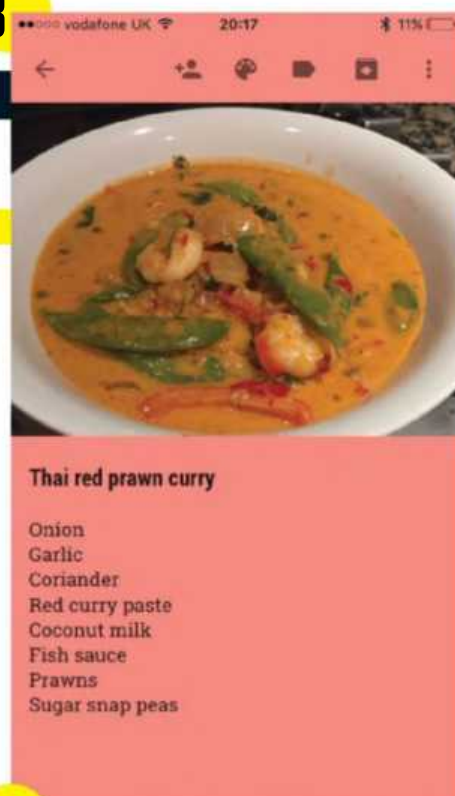 vodafone UK 20:17 11%
Thai red prawn curry
Onion
Garlic
Coriander
Red curry paste
Coconut milk
Fish sauce
Prawns
Sugar snap peas